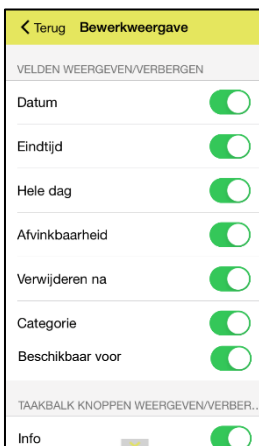 Terug Bewerkweergave
VELDEN WEERGEVEN/VERBERGEN
Datum
Eindtijd
Hele dag
Afvinkbaarheid
Verwijderen na
Categorie
Beschikbaar voor
TAAKBALK KNOPPEN WEERGEVEN/VERBER...
Info